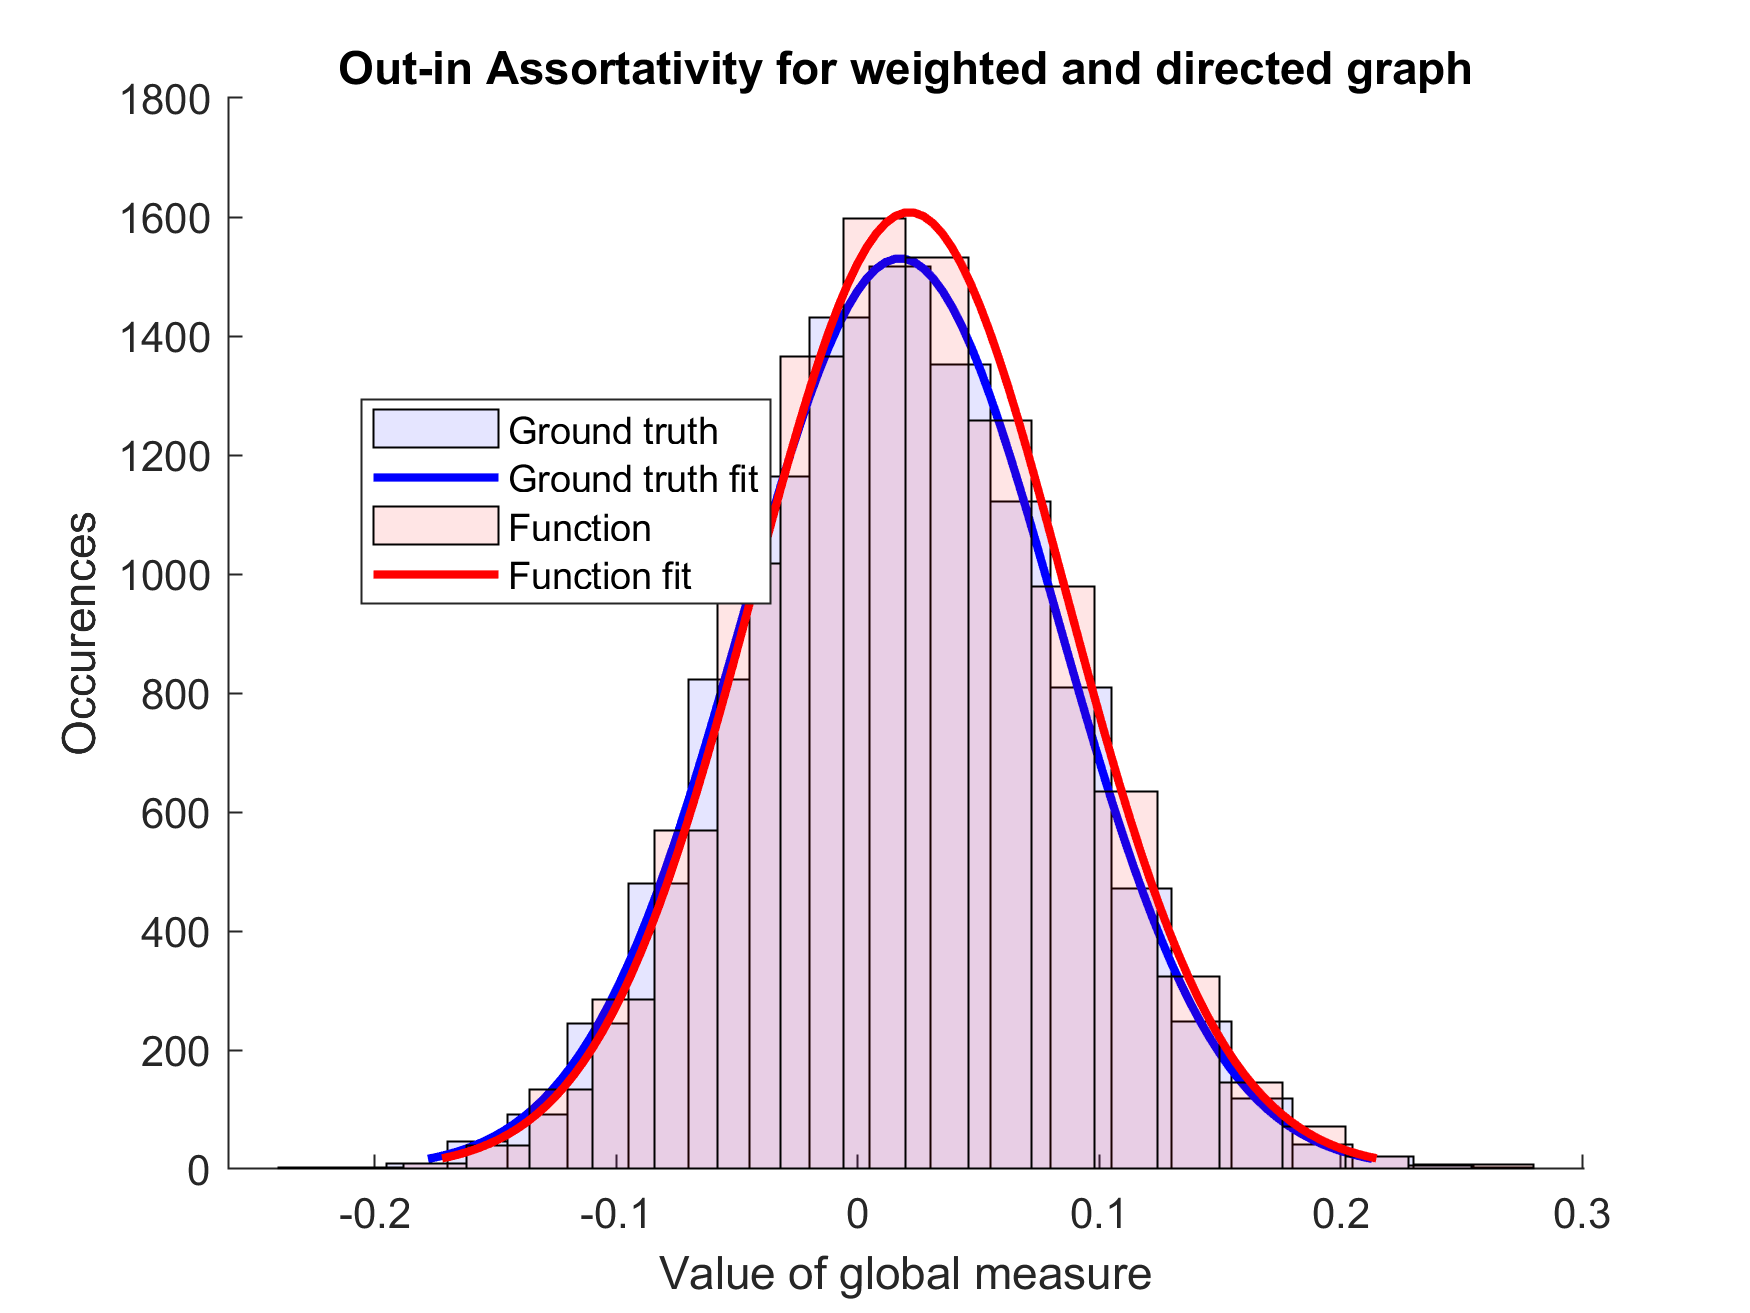 Out-in Assortativity for weighted and directed graph
1800
1600
1400
1200
1000
800
600
400
200
0
Occurences
Ground truth
Ground truth fit
Function
Function fit
-0.2 -0.1 0 0.1 0.2 0.3
Value of global measure